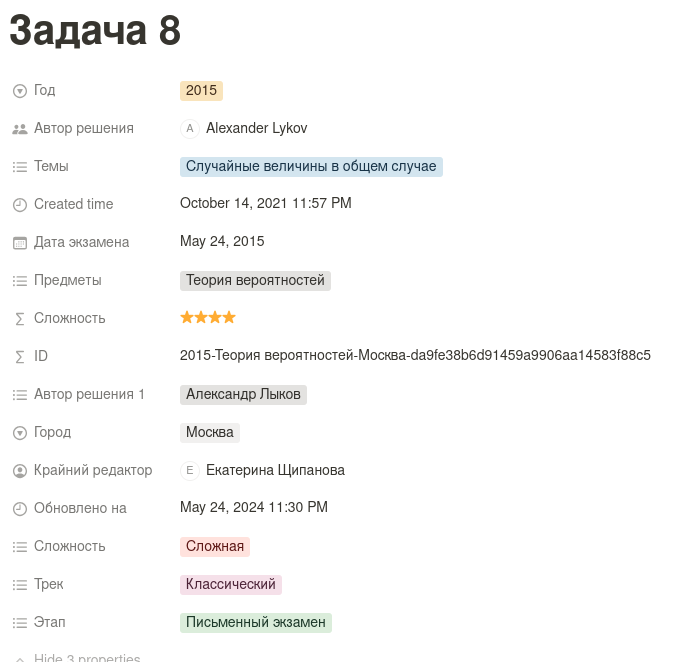 Задача 8
Год 2015
Автор решения A Alexander Lykov
Темы Случайные величины в общем случае
Created time October 14, 2021 11:57 PM
Дата экзамена May 24, 2015
Предметы Теория вероятностей
Сложность ⭐⭐⭐⭐
ID 2015-Теория вероятностей-Москва-da9fe38b6d91459a9906aa14583f88c5
Автор решения 1 Александр Лыков
Город Москва
Крайний редактор E Екатерина Щипанова
Обновлено на May 24, 2024 11:30 PM
Сложность Сложная
Трек Классический
Этап Письменный экзамен
Hide 3 properties